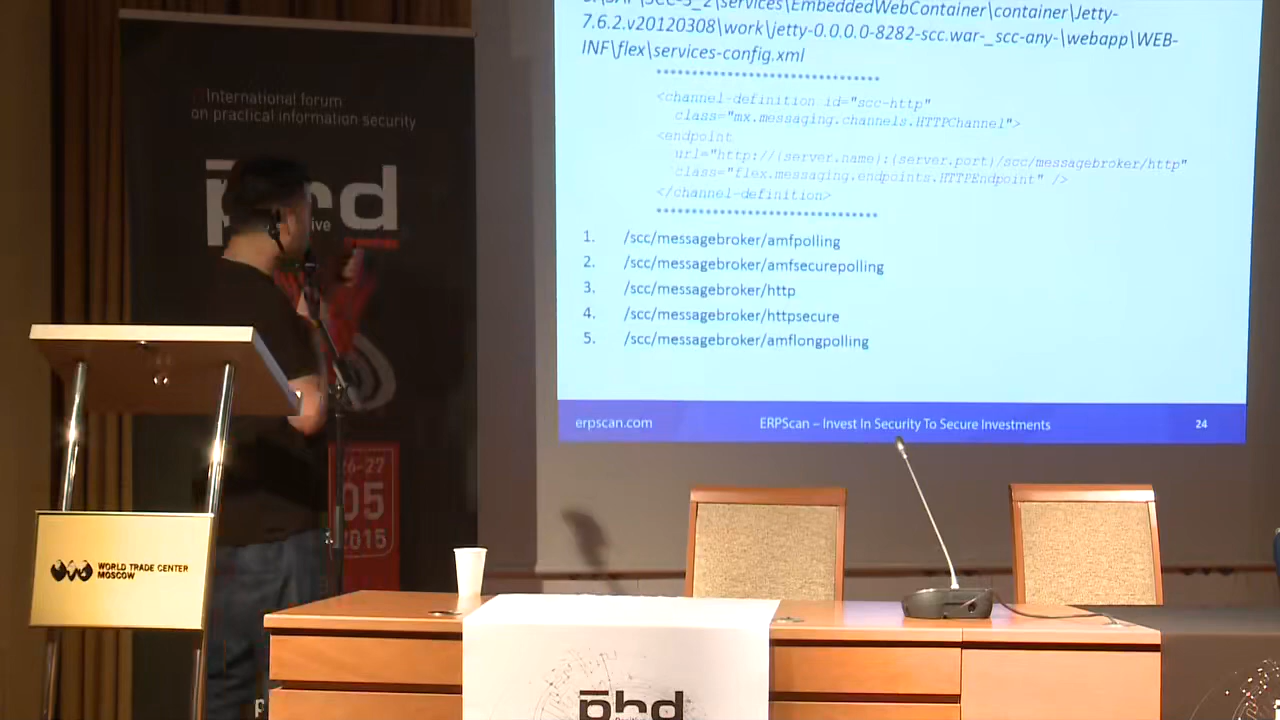 7.6.2.v20120308\work\jetty-0.0.0.0-8282-scc.war-_scc-any-\webapp\WEB-
INF\flex\services-config.xml
*******************************
<channel-definition id="scc-http"
class="mx.messaging.channels.HTTPChannel">
<endpoint
url="http://{server.name}:{server.port}/scc/messagebroker/http"
class="flex.messaging.endpoints.HTTPEndpoint" />
</channel-definition>
*******************************
1. /scc/messagebroker/amfpolling
2. /scc/messagebroker/amfsecurepolling
3. /scc/messagebroker/http
4. /scc/messagebroker/httpsecure
5. /scc/messagebroker/amflongpolling
erpscan.com ERPScan – Invest In Security To Secure Investments 24
International forum
on practical information security
phd
26-27
05
2015
WORLD TRADE CENTER
MOSCOW
phd